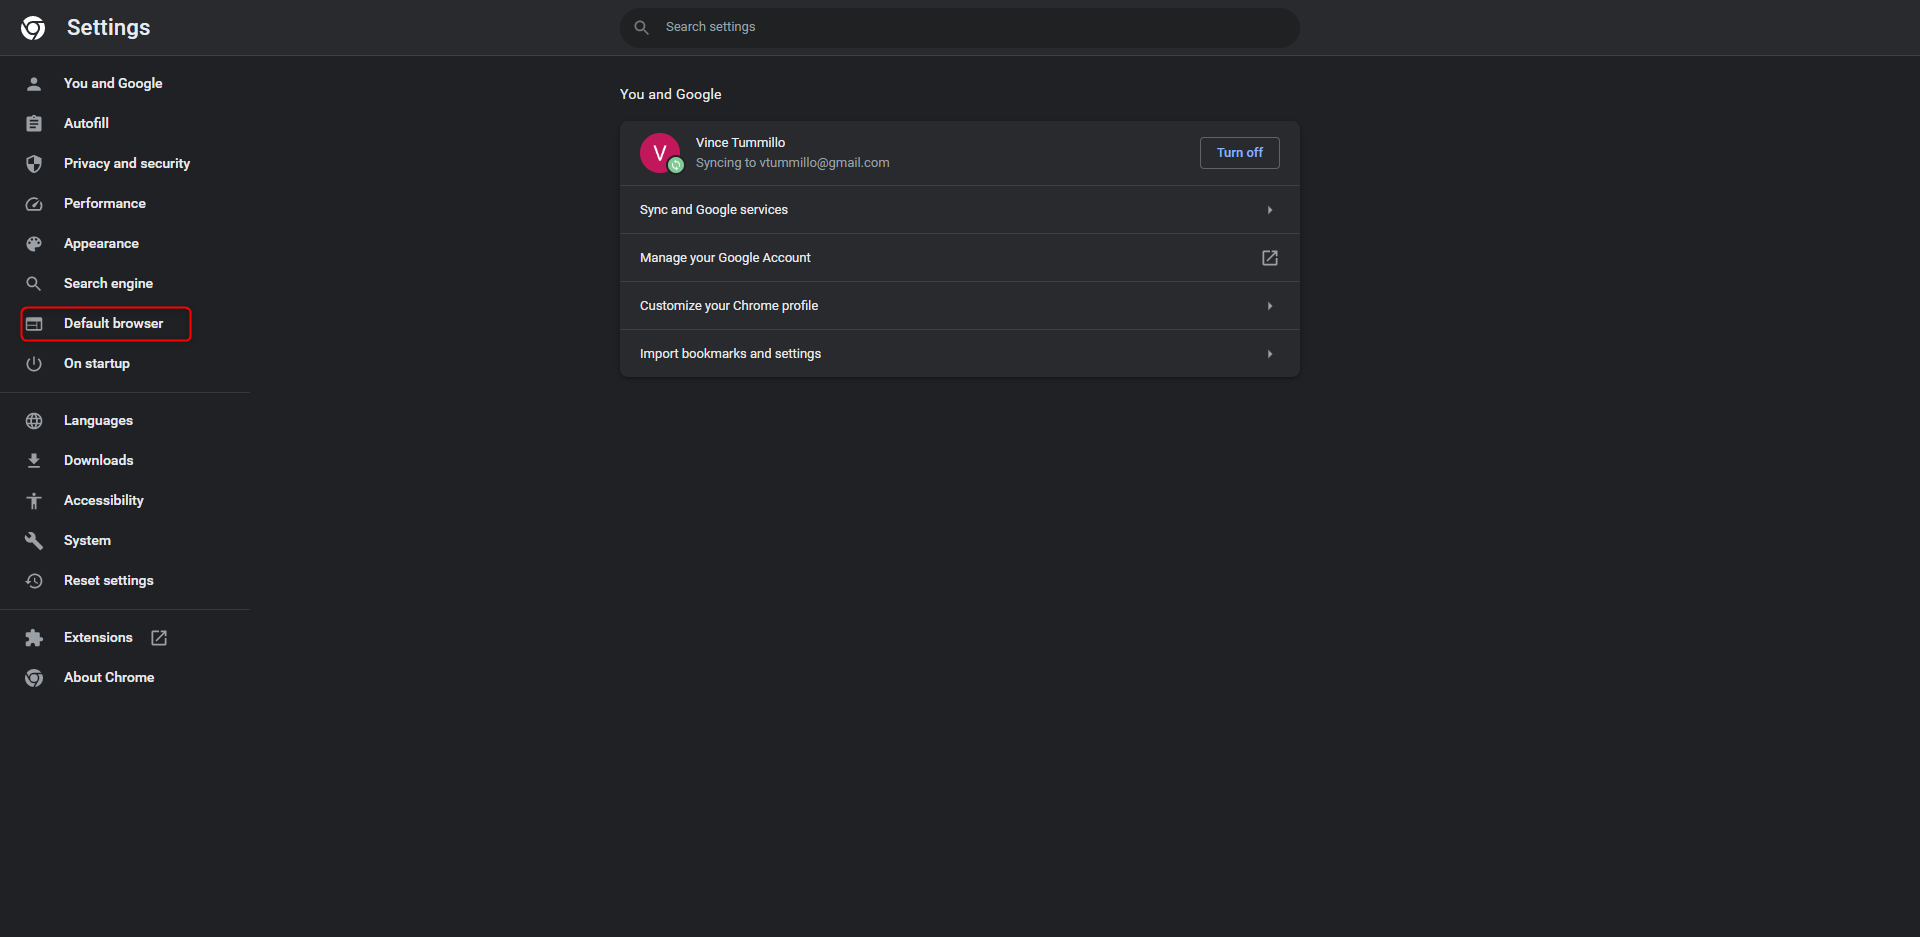 Settings
Search settings
You and Google
Autofill
Privacy and security
Performance
Appearance
Search engine
Default browser
On startup
Languages
Downloads
Accessibility
System
Reset settings
Extensions
About Chrome
You and Google
V
Vince Tummillo
Syncing to vtummillo@gmail.com
Turn off
Sync and Google services
Manage your Google Account
Customize your Chrome profile
Import bookmarks and settings